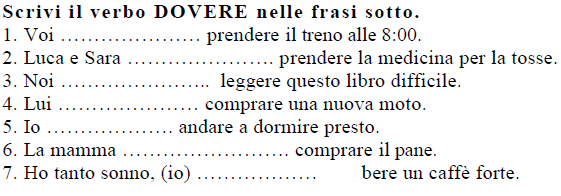 Scrivi il verbo DOVERE nelle frasi sotto.
1. Voi ………………… prendere il treno alle 8:00.
2. Luca e Sara …………………. prendere la medicina per la tosse.
3. Noi …………………..  leggere questo libro difficile.
4. Lui ………………… comprare una nuova moto.
5. Io ………………. andare a dormire presto.
6. La mamma ……………………. comprire il pane.
7. Ho tanto sonno, (io) ………………      bere un caffè forte.